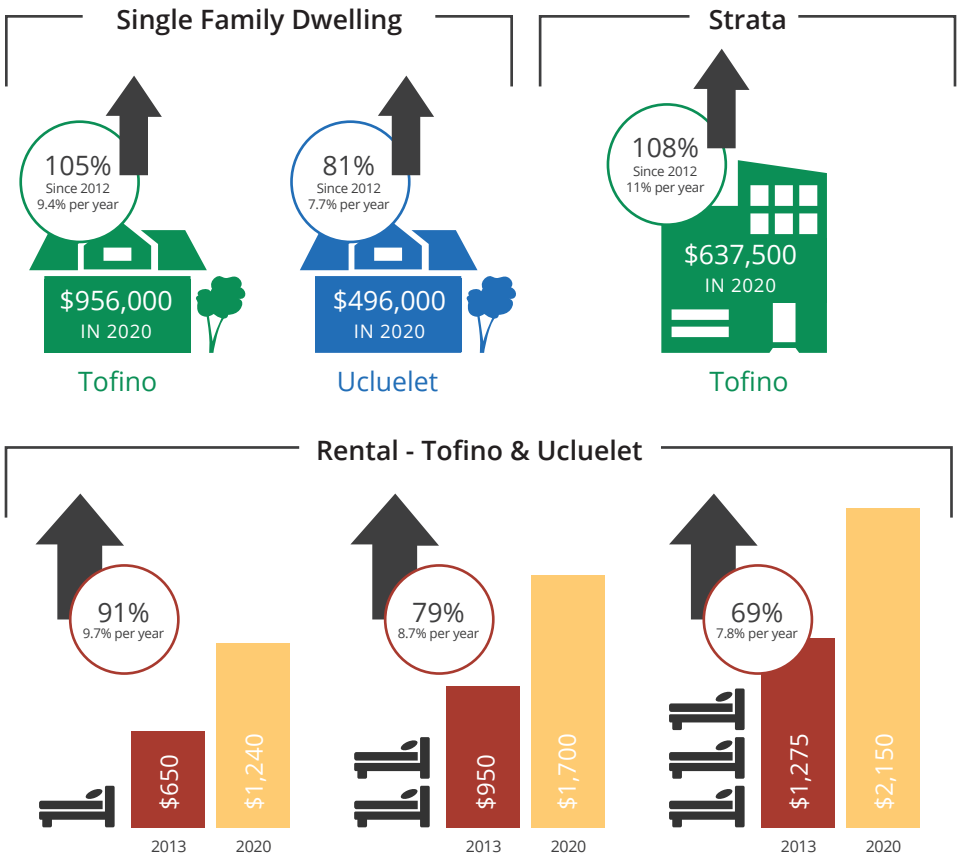 Single Family Dwelling
105%
Since 2012
9.4% per year
$956,000
IN 2020
Tofino
81%
Since 2012
7.7% per year
$496,000
IN 2020
Ucluelet
Strata
108%
Since 2012
11% per year
$637,500
IN 2020
Tofino
Rental - Tofino & Ucluelet
91%
9.7% per year
$650
$1,240
2013
2020
79%
8.7% per year
$950
$1,700
2013
2020
69%
7.8% per year
$1,275
$2,150
2013
2020